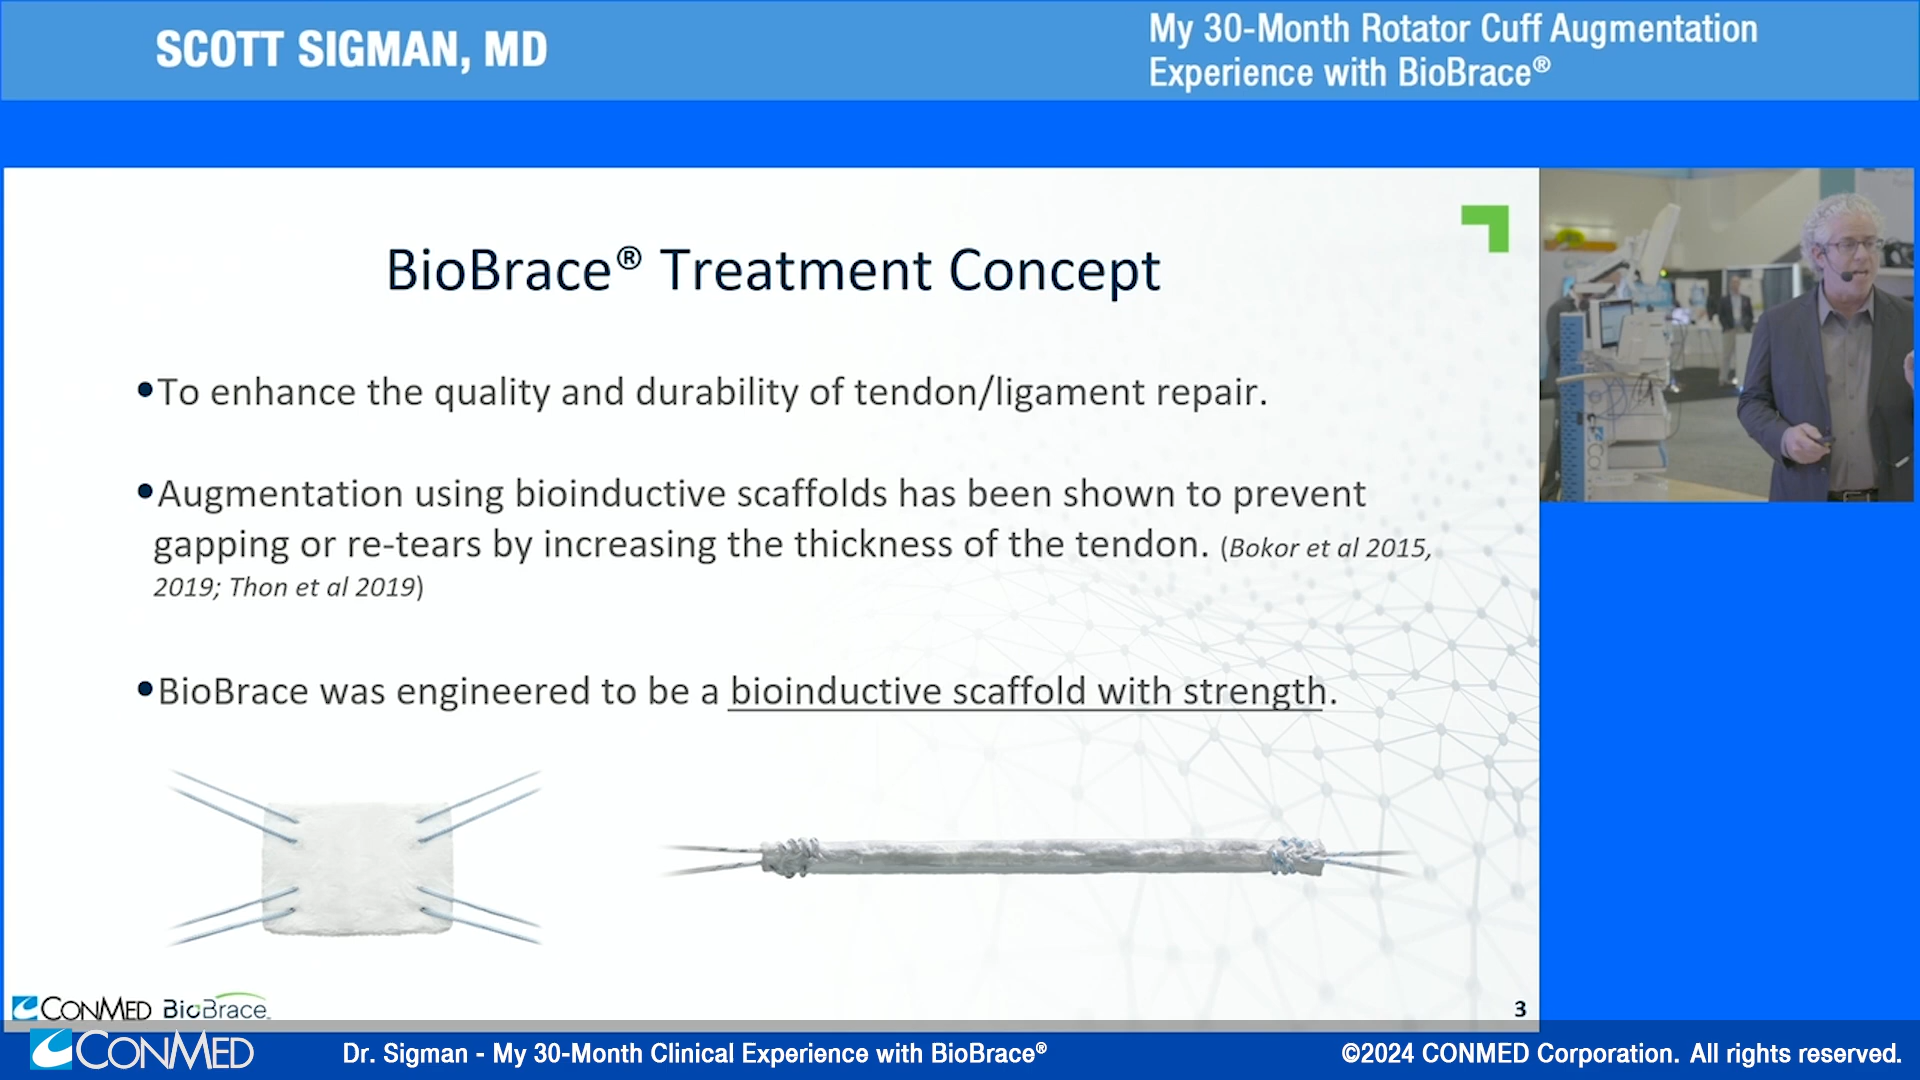 SCOTT SIGMAN, MD
My 30-Month Rotator Cuff Augmentation
Experience with BioBrace®
BioBrace® Treatment Concept
•To enhance the quality and durability of tendon/ligament repair.
•Augmentation using bioinductive scaffolds has been shown to prevent
gapping or re-tears by increasing the thickness of the tendon. (Bokor et al 2015,
2019; Thon et al 2019)
•BioBrace was engineered to be a bioinductive scaffold with strength.
CONMED BioBrace™
3
CONMED
Dr. Sigman - My 30-Month Clinical Experience with BioBrace®
©2024 CONMED Corporation. All rights reserved.